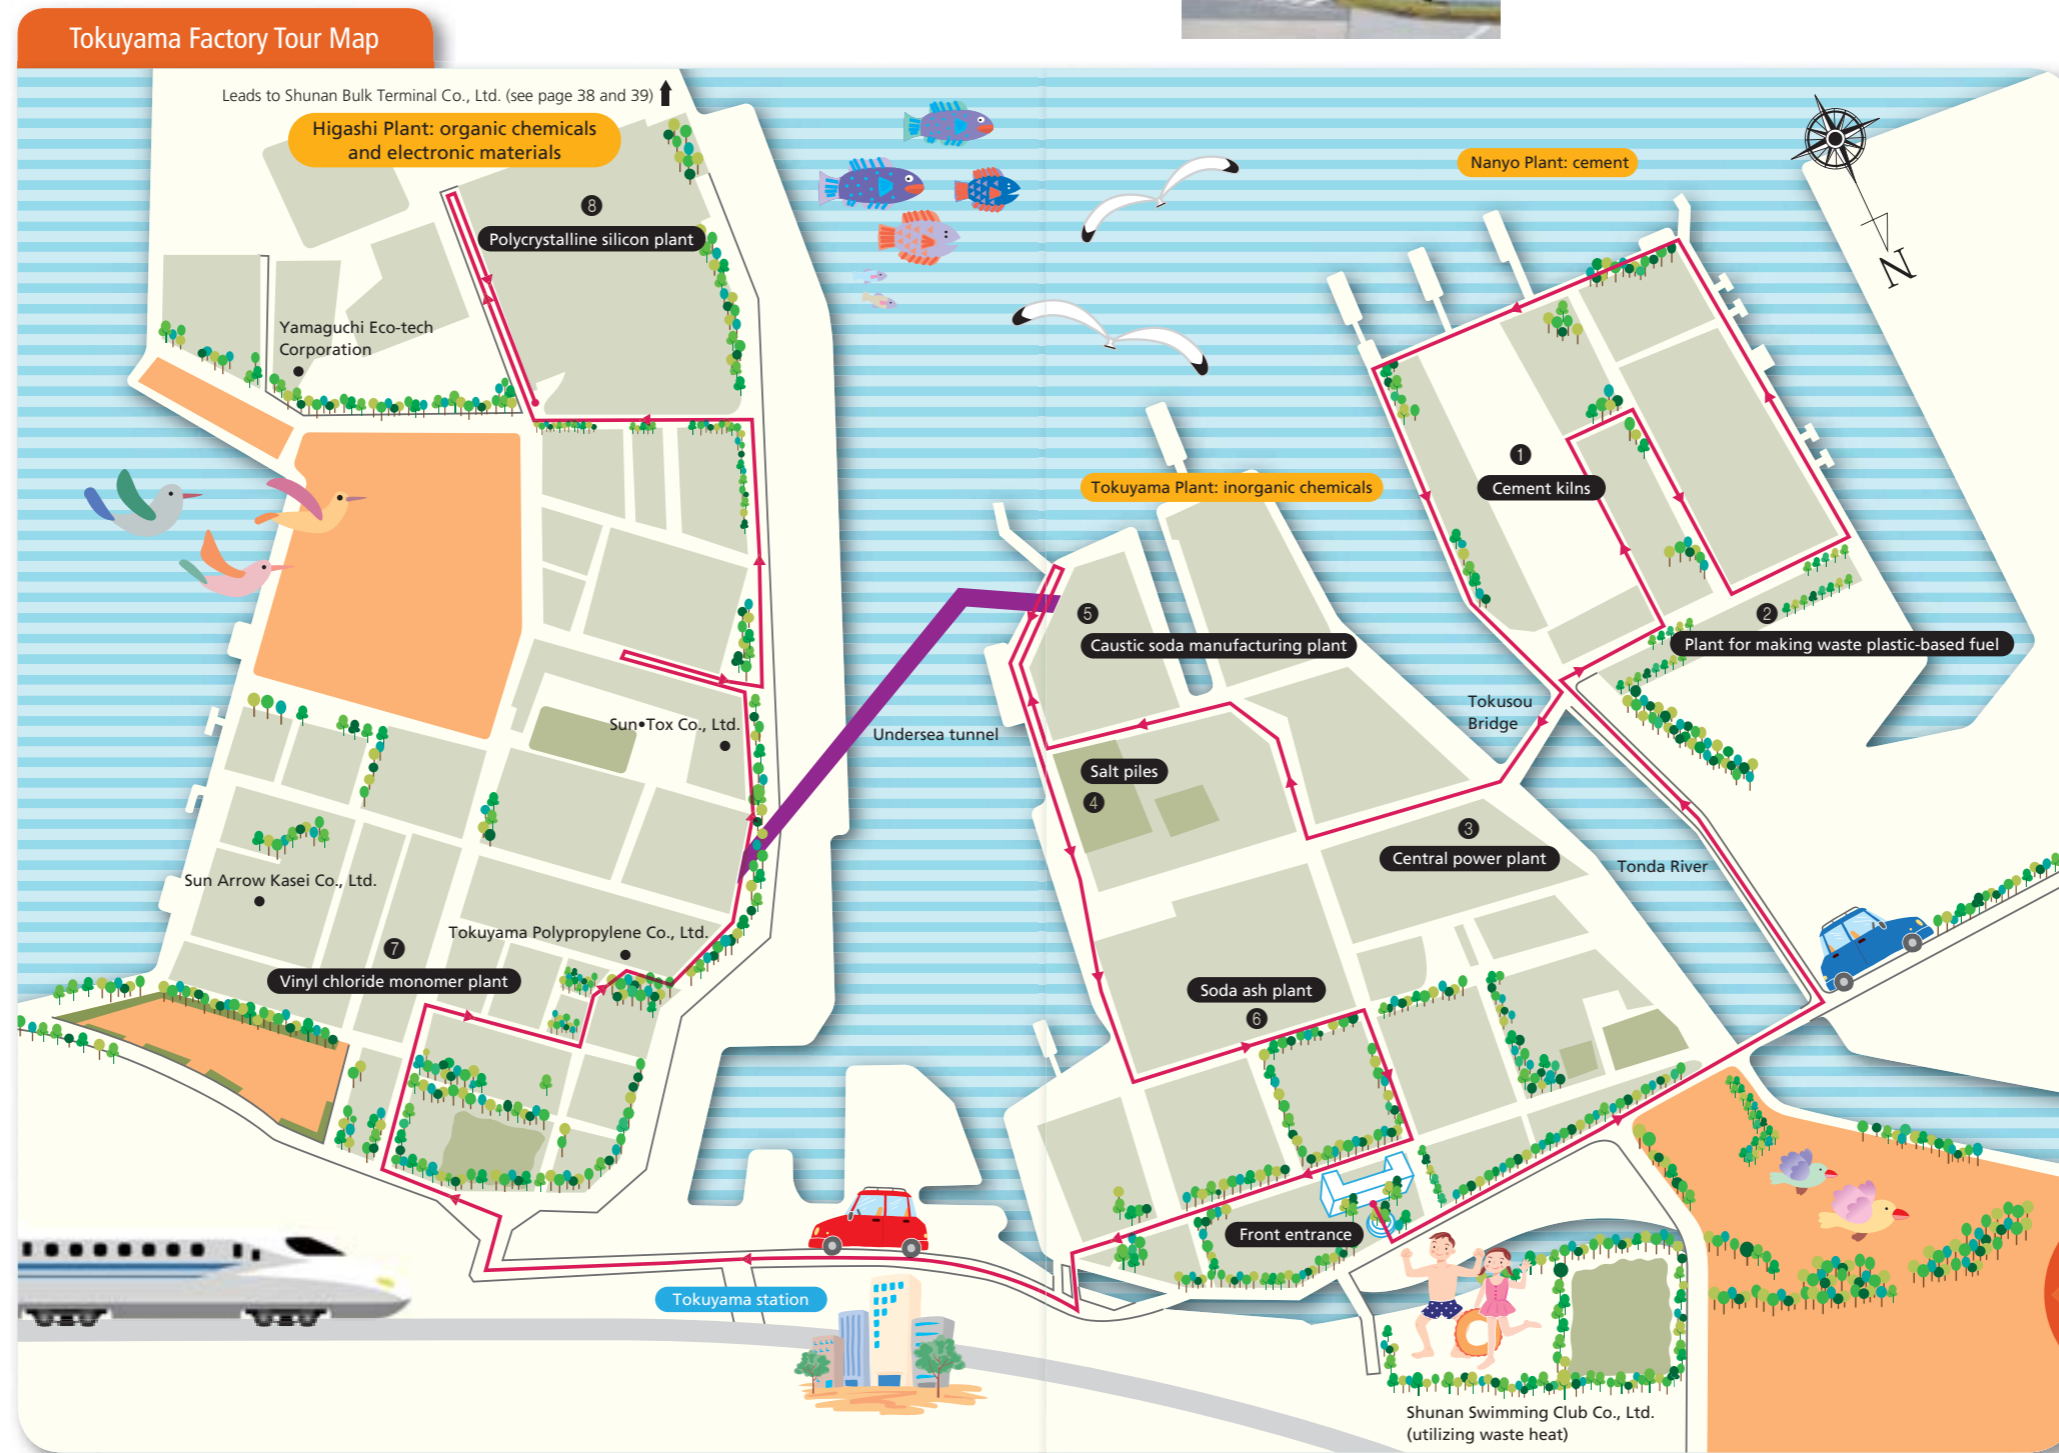 Tokuyama Factory Tour Map
Leads to Shunan Bulk Terminal Co., Ltd. (see page 38 and 39)
Higashi Plant: organic chemicals
and electronic materials
8
Polycrystalline silicon plant
Yamaguchi Eco-tech
Corporation
Nanyo Plant: cement
N
1
Cement kilns
2
Plant for making waste plastic-based fuel
Tokuyama Plant: inorganic chemicals
5
Caustic soda manufacturing plant
Tokusou
Bridge
Undersea tunnel
Sun•Tox Co., Ltd.
Salt piles
4
3
Central power plant
Tonda River
Sun Arrow Kasei Co., Ltd.
Tokuyama Polypropylene Co., Ltd.
7
Vinyl chloride monomer plant
Soda ash plant
6
Front entrance
Tokuyama station
Shunan Swimming Club Co., Ltd.
(utilizing waste heat)